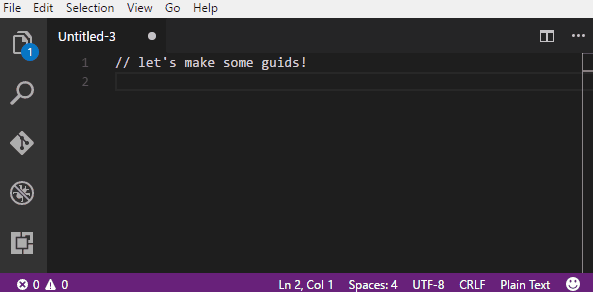 File Edit Selection View Go Help
Untitled-3
1 // let's make some guids!
2
1
0 0 Ln 2, Col 1 Spaces: 4 UTF-8 CRLF Plain Text